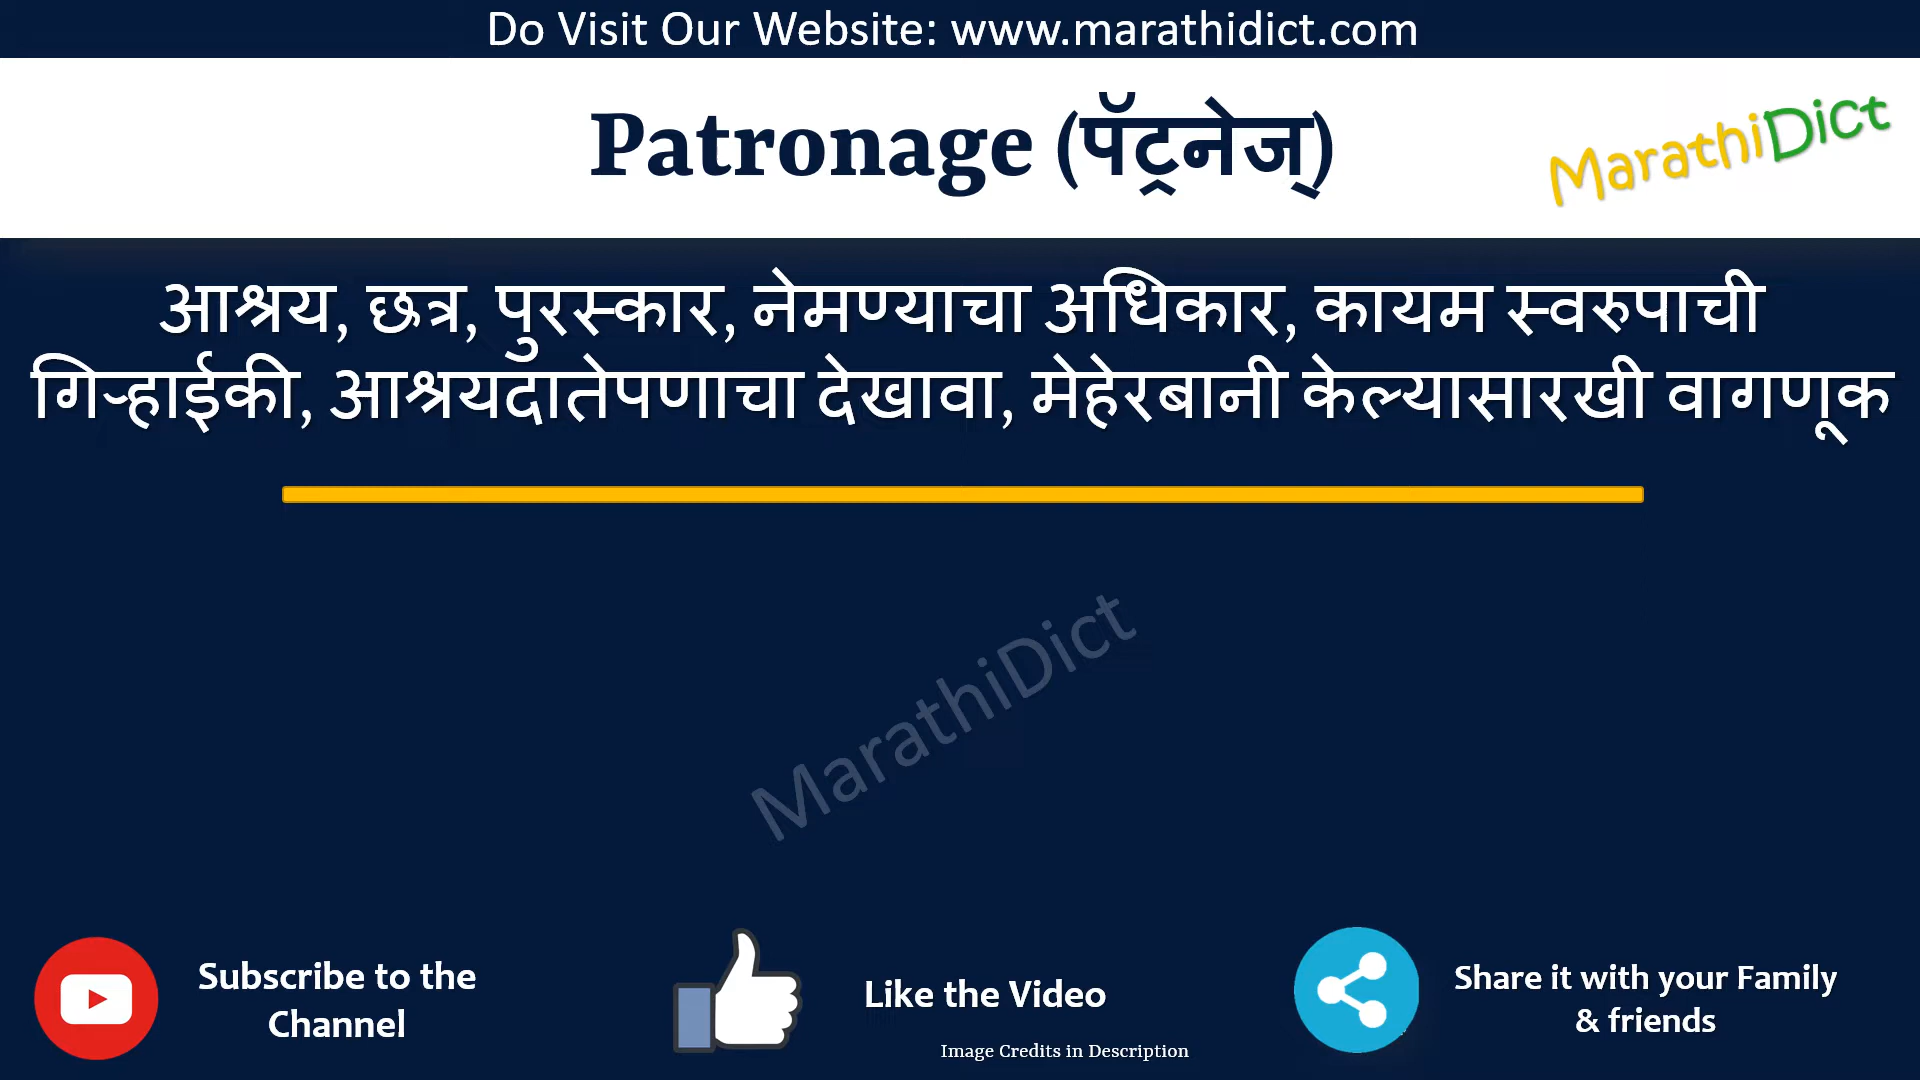 Do Visit Our Website: www.marathidict.com
Patronage (पॅट्रनेज्)
MarathiDict
आश्रय, छत्र, पुरस्कार, नेमण्याचा अधिकार, कायम स्वरुपाची
गिऱ्हाईकी, आश्रयदातेपणाचा देखावा, मेहेरबानी केल्यासारखी वागणूक
MarathiDict
Subscribe to the
Channel
Like the Video
Share it with your Family
& friends
Image Credits in Description